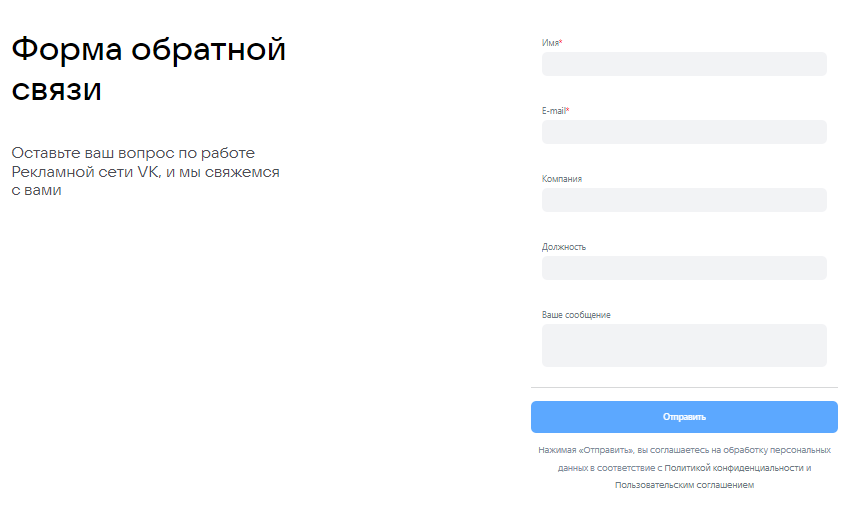 Форма обратной
связи
Оставьте ваш вопрос по работе
Рекламной сети VK, и мы свяжемся
с вами
Имя*
E-mail*
Компания
Должность
Ваше сообщение
Отправить
Нажимая «Отправить», вы соглашаетесь на обработку персональных
данных в соответствие с Политикой конфиденциальности и
Пользовательским соглашением